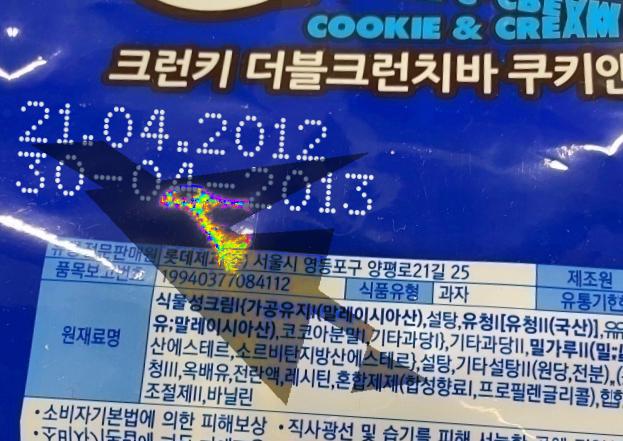 COOKIE & CREAM
크런키 더블크런치바 쿠키앤
21.04.2012
30-04-2013
서울시 영등포구 양평로21길 25
제조원
품목보고번호 19940377084112 식품유형 과자
유통기한
원재료명
식물성크림I{가공유지I(말레이시아산),설탕,유청I[유청II(국산)],
유;말레이시아산),코코아분말I,기타과당I},기타과당II,밀가루II(밀;
산에스테르,소르비탄지방산에스테르},설탕,기타설탕II(원당,전분),
청III,옥배유,전란액,레시틴,혼합제제(합성향료I,프로필렌글리콜),
조절제II,바닐린
•소비자기본법에 의한 피해보상 •직사광선 및 습기를 피해 서늘한